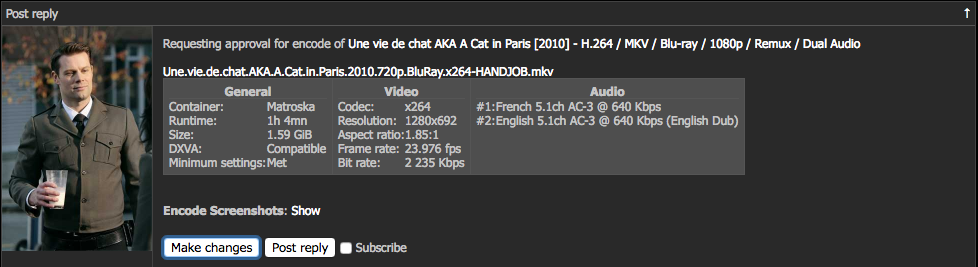 Post reply ↑
Requesting approval for encode of Une vie de chat AKA A Cat in Paris [2010] - H.264 / MKV / Blu-ray / 1080p / Remux / Dual Audio
Une.vie.de.chat.AKA.A.Cat.in.Paris.2010.720p.BluRay.x264-HANDJOB.mkv
General Video Audio
Container: Matroska Codec: x264 #1:French 5.1ch AC-3 @ 640 Kbps
Runtime: 1h 4mn Resolution: 1280x692 #2:English 5.1ch AC-3 @ 640 Kbps (English Dub)
Size: 1.59 GiB Aspect ratio:1.85:1
DXVA: Compatible Frame rate: 23.976 fps
Minimum settings:Met Bit rate: 2 235 Kbps
Encode Screenshots: Show
Make changes Post reply Subscribe